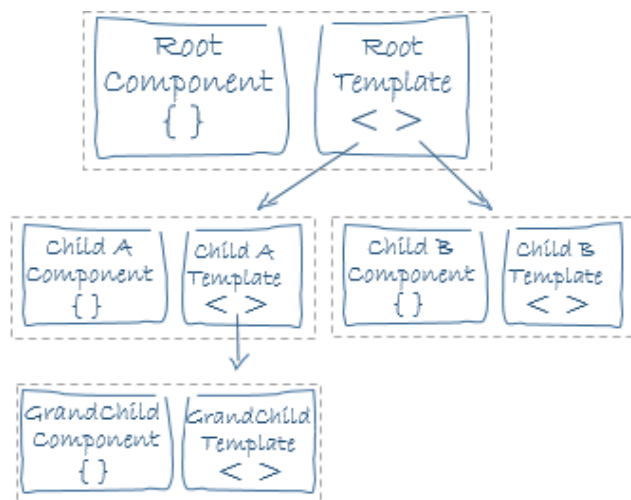 Root
Component
{ }
Root
Template
< >
Child A
Component
{ }
Child A
Template
< >
Child B
Component
{ }
Child B
Template
< >
GrandChild
Component
{ }
GrandChild
Template
< >